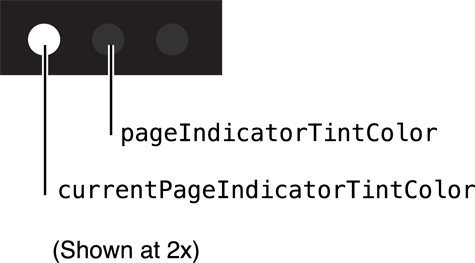 pageIndicatorTintColor
currentPageIndicatorTintColor
(Shown at 2x)